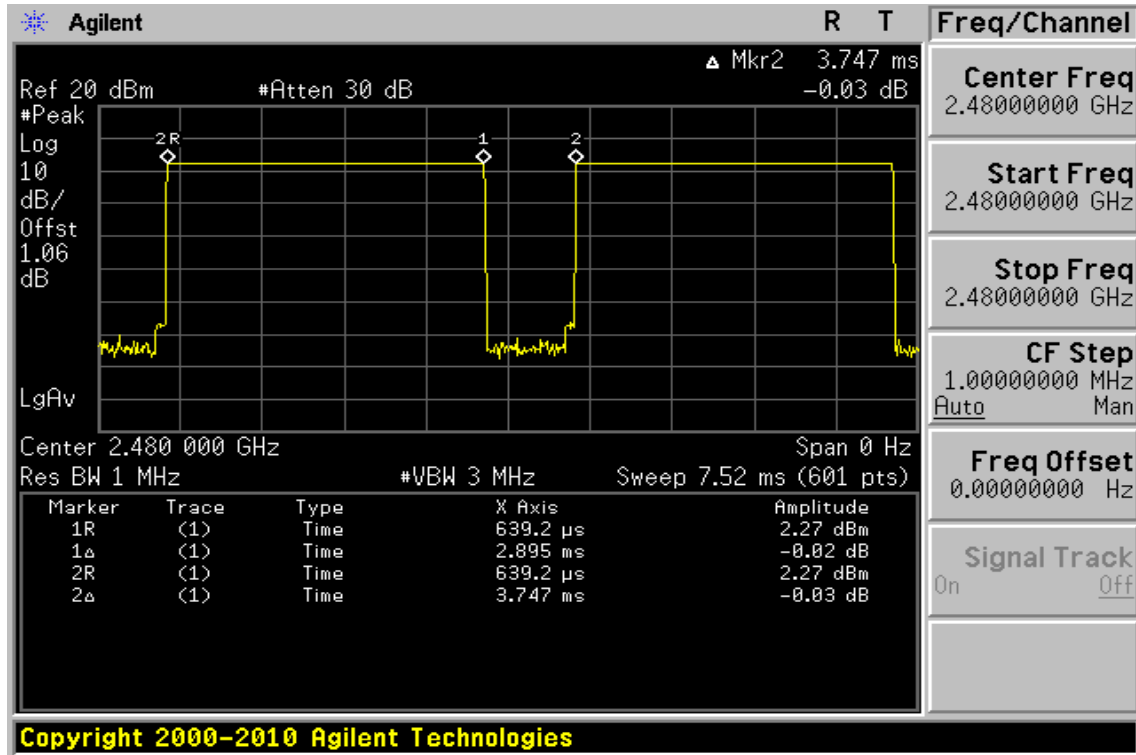 Agilent R T
△ Mkr2 3.747 ms
Ref 20 dBm #Atten 30 dB -0.03 dB
#Peak
Log
10
dB/
Offst
1.06
dB
2R 1 2
LgAv
Center 2.480 000 GHz Span 0 Hz
Res BW 1 MHz #VBW 3 MHz Sweep 7.52 ms (601 pts)
Marker Trace Type X Axis Amplitude
1R (1) Time 639.2 µs 2.27 dBm
1△ (1) Time 2.895 ms -0.02 dB
2R (1) Time 639.2 µs 2.27 dBm
2△ (1) Time 3.747 ms -0.03 dB
Copyright 2000-2010 Agilent Technologies
Freq/Channel
Center Freq
2.48000000 GHz
Start Freq
2.48000000 GHz
Stop Freq
2.48000000 GHz
CF Step
1.00000000 MHz
Auto Man
Freq Offset
0.00000000 Hz
Signal Track
On Off